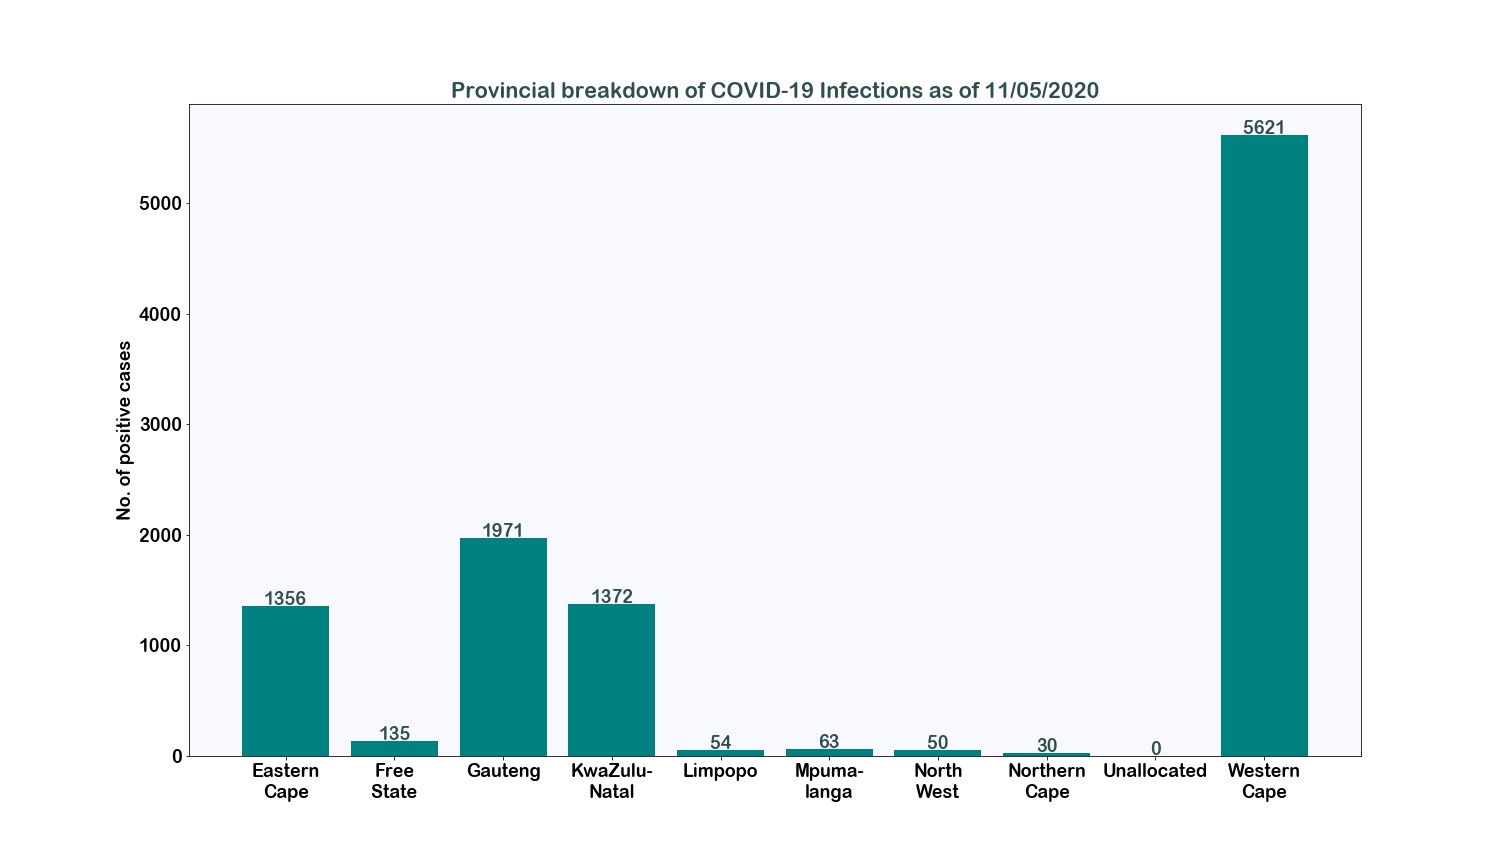 Provincial breakdown of COVID-19 Infections as of 11/05/2020
No. of positive cases
5000
4000
3000
2000
1000
0
1356
135
1971
1372
54
63
50
30
0
5621
Eastern
Cape
Free
State
Gauteng
KwaZulu-
Natal
Limpopo
Mpuma-
langa
North
West
Northern
Cape
Unallocated
Western
Cape